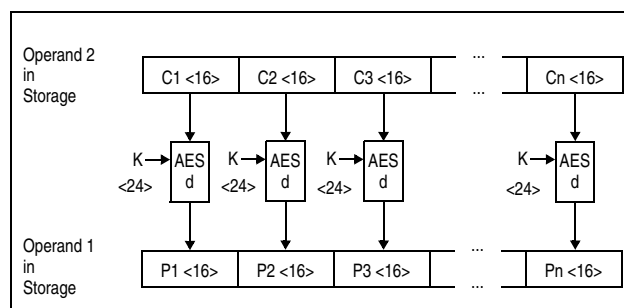 Operand 2
in
Storage
C1 <16> C2 <16> C3 <16> ... ... Cn <16>
K AES d <24>
K AES d <24>
K AES d <24>
K AES d <24>
Operand 1
in
Storage
P1 <16> P2 <16> P3 <16> ... ... Pn <16>